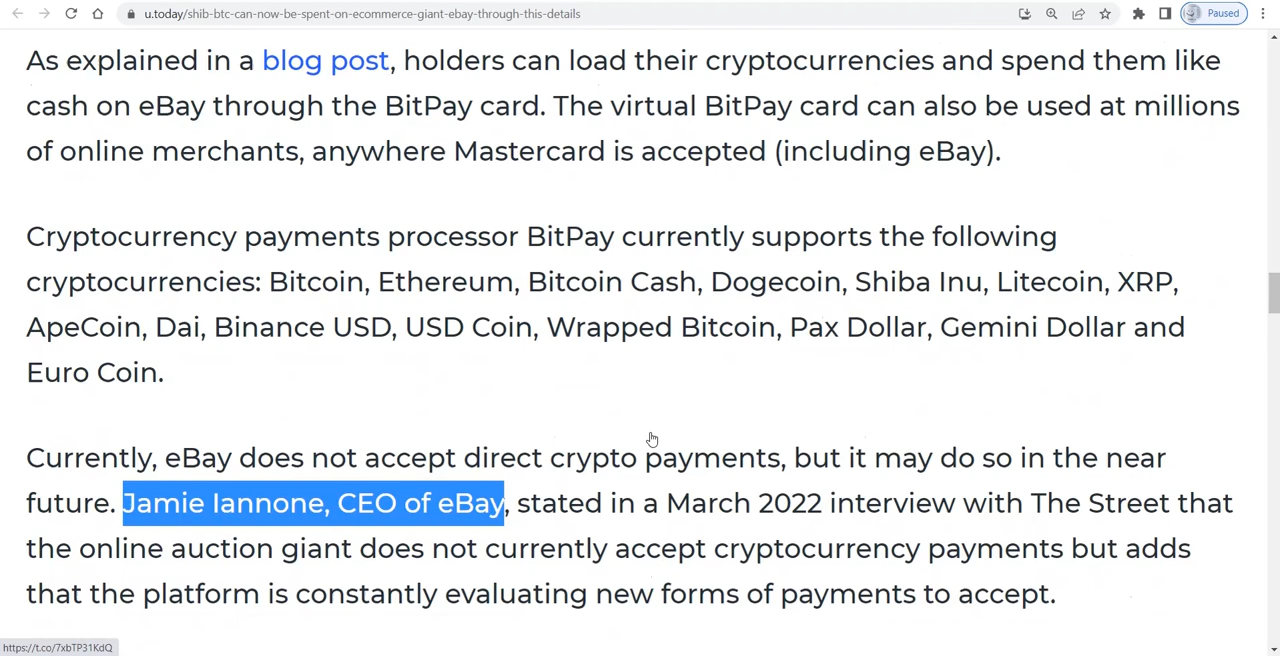 u.today/shib-btc-can-now-be-spent-on-ecommerce-giant-ebay-through-this-details
Paused
As explained in a blog post, holders can load their cryptocurrencies and spend them like
cash on eBay through the BitPay card. The virtual BitPay card can also be used at millions
of online merchants, anywhere Mastercard is accepted (including eBay).
Cryptocurrency payments processor BitPay currently supports the following
cryptocurrencies: Bitcoin, Ethereum, Bitcoin Cash, Dogecoin, Shiba Inu, Litecoin, XRP,
ApeCoin, Dai, Binance USD, USD Coin, Wrapped Bitcoin, Pax Dollar, Gemini Dollar and
Euro Coin.
Currently, eBay does not accept direct crypto payments, but it may do so in the near
future. Jamie Iannone, CEO of eBay, stated in a March 2022 interview with The Street that
the online auction giant does not currently accept cryptocurrency payments but adds
that the platform is constantly evaluating new forms of payments to accept.
https://t.co/7xbTP31KdQ